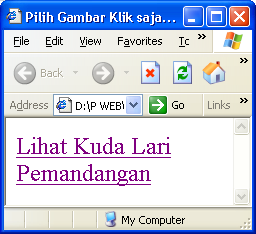 Pilih Gambar Klik saja...
File Edit View Favorites Tc »
Back »
Address D:\P WEB\ Go Links »
Lihat Kuda Lari
Pemandangan
My Computer